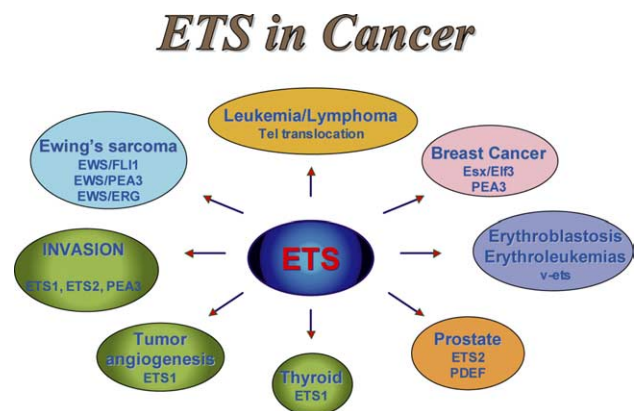 ETS in Cancer
Leukemia/Lymphoma
Tel translocation
Ewing's sarcoma
EWS/FLI1
EWS/PEA3
EWS/ERG
Breast Cancer
Esx/Elf3
PEA3
INVASION
ETS1, ETS2, PEA3
ETS
Erythroblastosis
Erythroleukemias
v-ets
Tumor
angiogenesis
ETS1
Thyroid
ETS1
Prostate
ETS2
PDEF